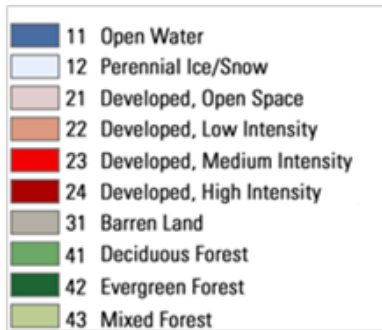 11 Open Water
12 Perennial Ice/Snow
21 Developed, Open Space
22 Developed, Low Intensity
23 Developed, Medium Intensity
24 Developed, High Intensity
31 Barren Land
41 Deciduous Forest
42 Evergreen Forest
43 Mixed Forest